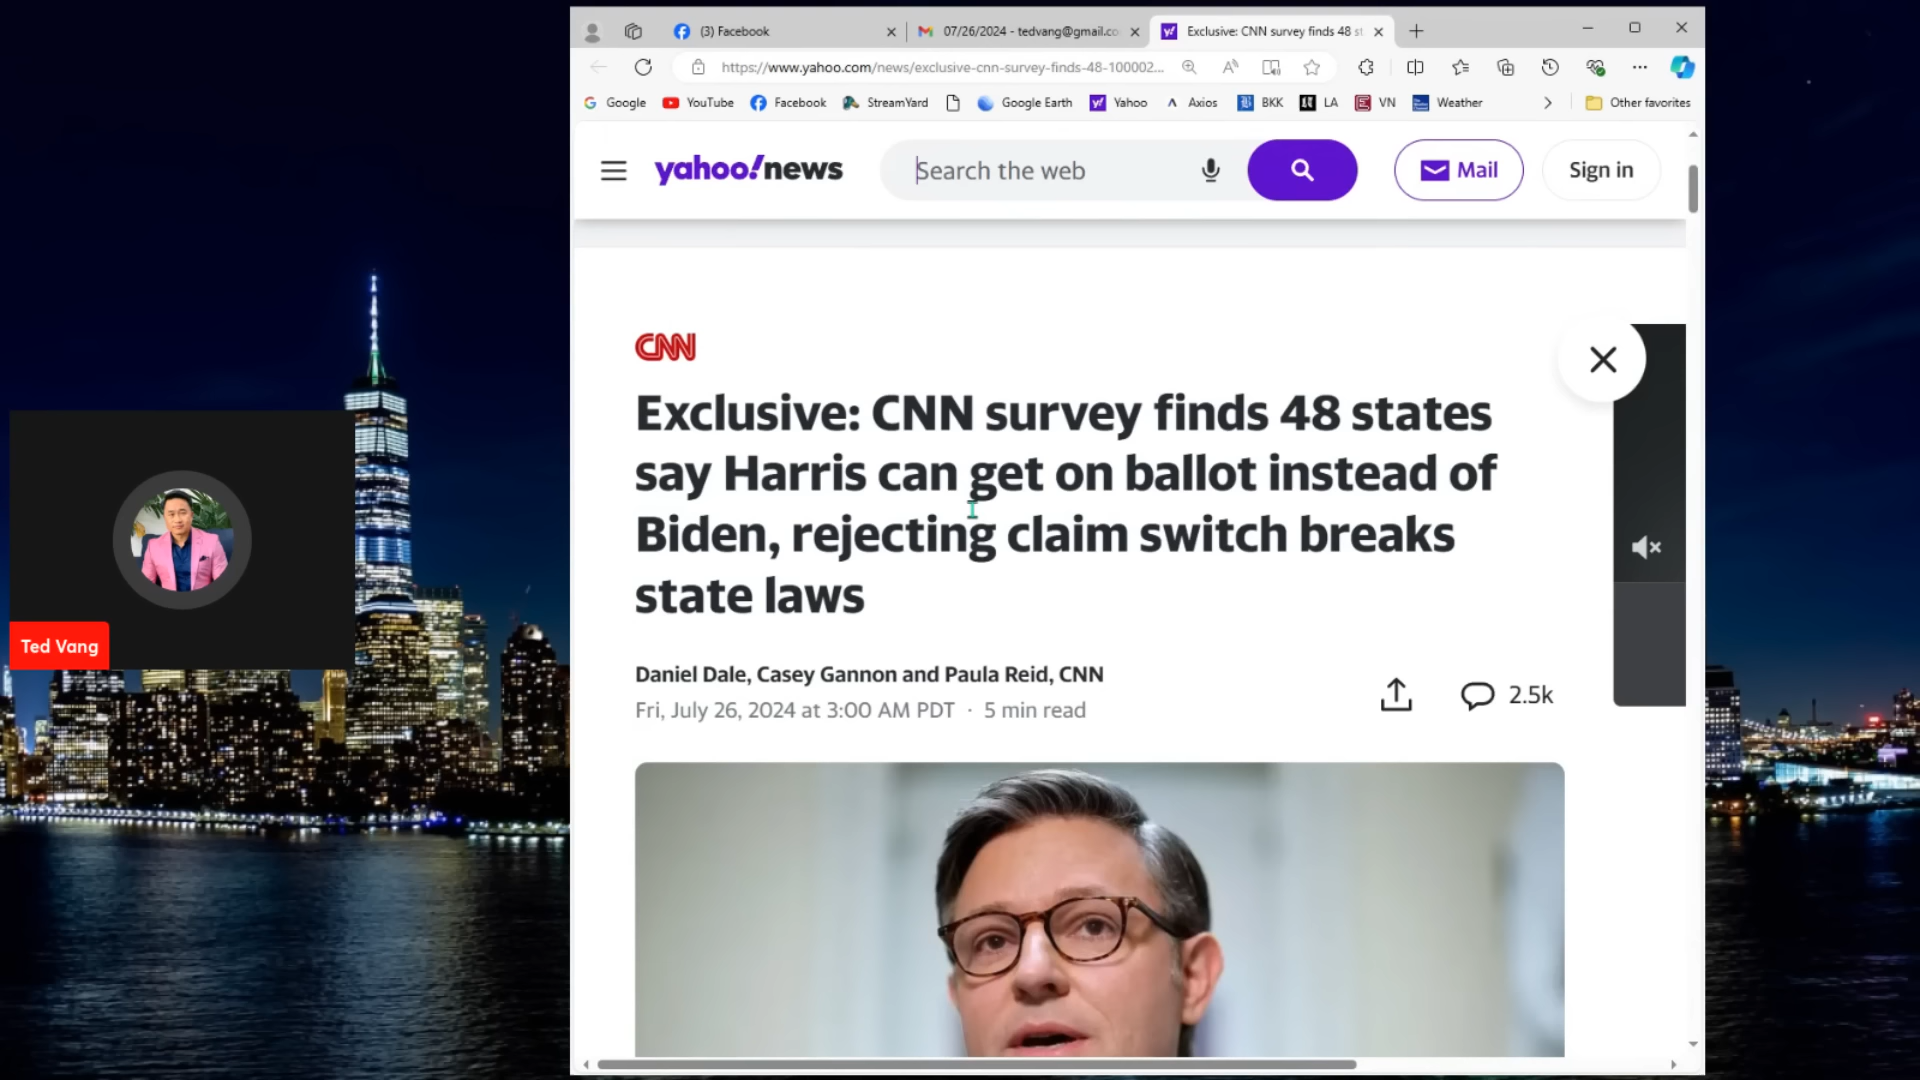 (3) Facebook
07/26/2024 - tedvang@gmail.co
Exclusive: CNN survey finds 48 st
https://www.yahoo.com/news/exclusive-cnn-survey-finds-48-100002...
Google
YouTube
Facebook
StreamYard
Google Earth
Yahoo
Axios
BKK
LA
VN
Weather
Other favorites
yahoo!news
Search the web
Mail
Sign in
CNN
Exclusive: CNN survey finds 48 states
say Harris can get on ballot instead of
Biden, rejecting claim switch breaks
state laws
Daniel Dale, Casey Gannon and Paula Reid, CNN
Fri, July 26, 2024 at 3:00 AM PDT · 5 min read
2.5k
Ted Vang